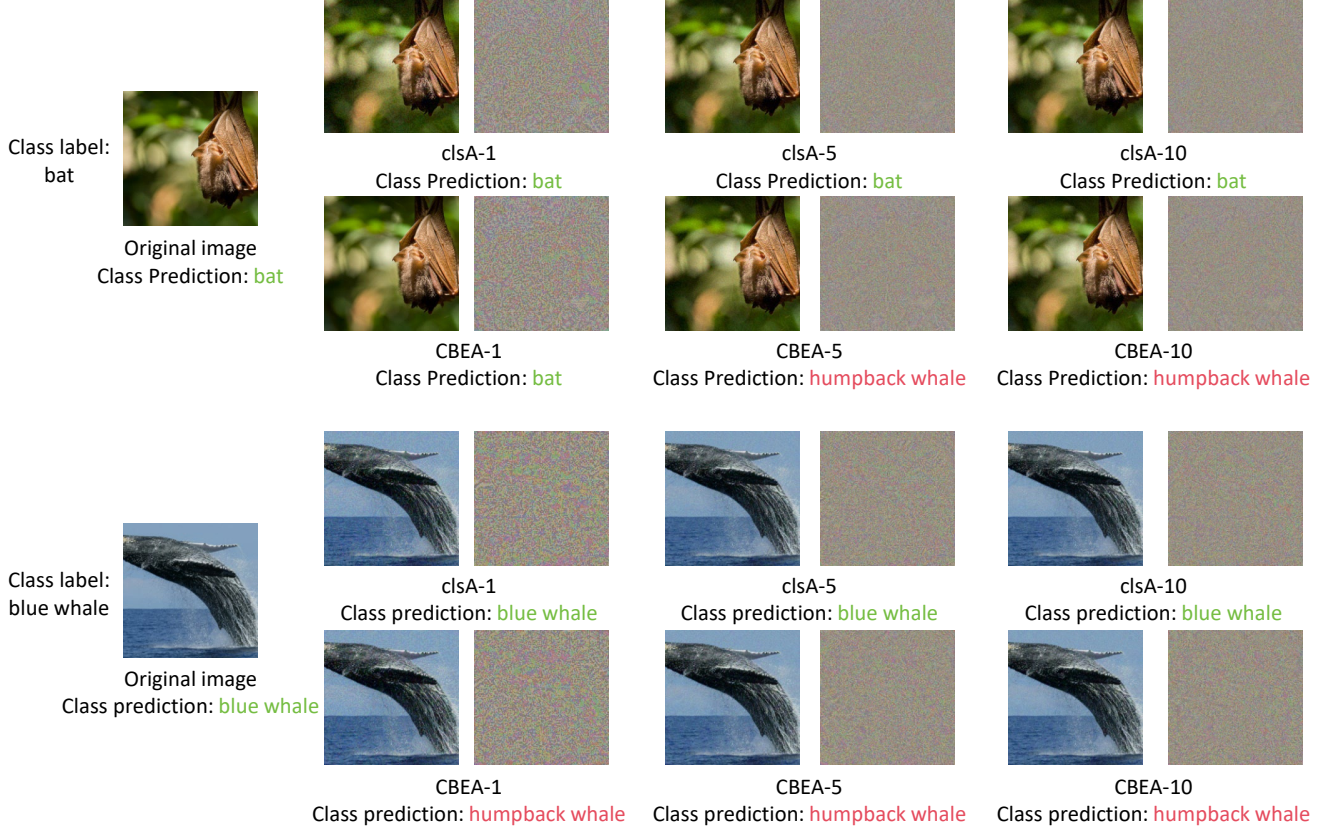 Class label:
bat
Original image
Class Prediction: bat
clsA-1
Class Prediction: bat
clsA-5
Class Prediction: bat
clsA-10
Class Prediction: bat
CBEA-1
Class Prediction: bat
CBEA-5
Class Prediction: humpback whale
CBEA-10
Class Prediction: humpback whale
Class label:
blue whale
Original image
Class prediction: blue whale
clsA-1
Class prediction: blue whale
clsA-5
Class prediction: blue whale
clsA-10
Class prediction: blue whale
CBEA-1
Class prediction: humpback whale
CBEA-5
Class prediction: humpback whale
CBEA-10
Class prediction: humpback whale